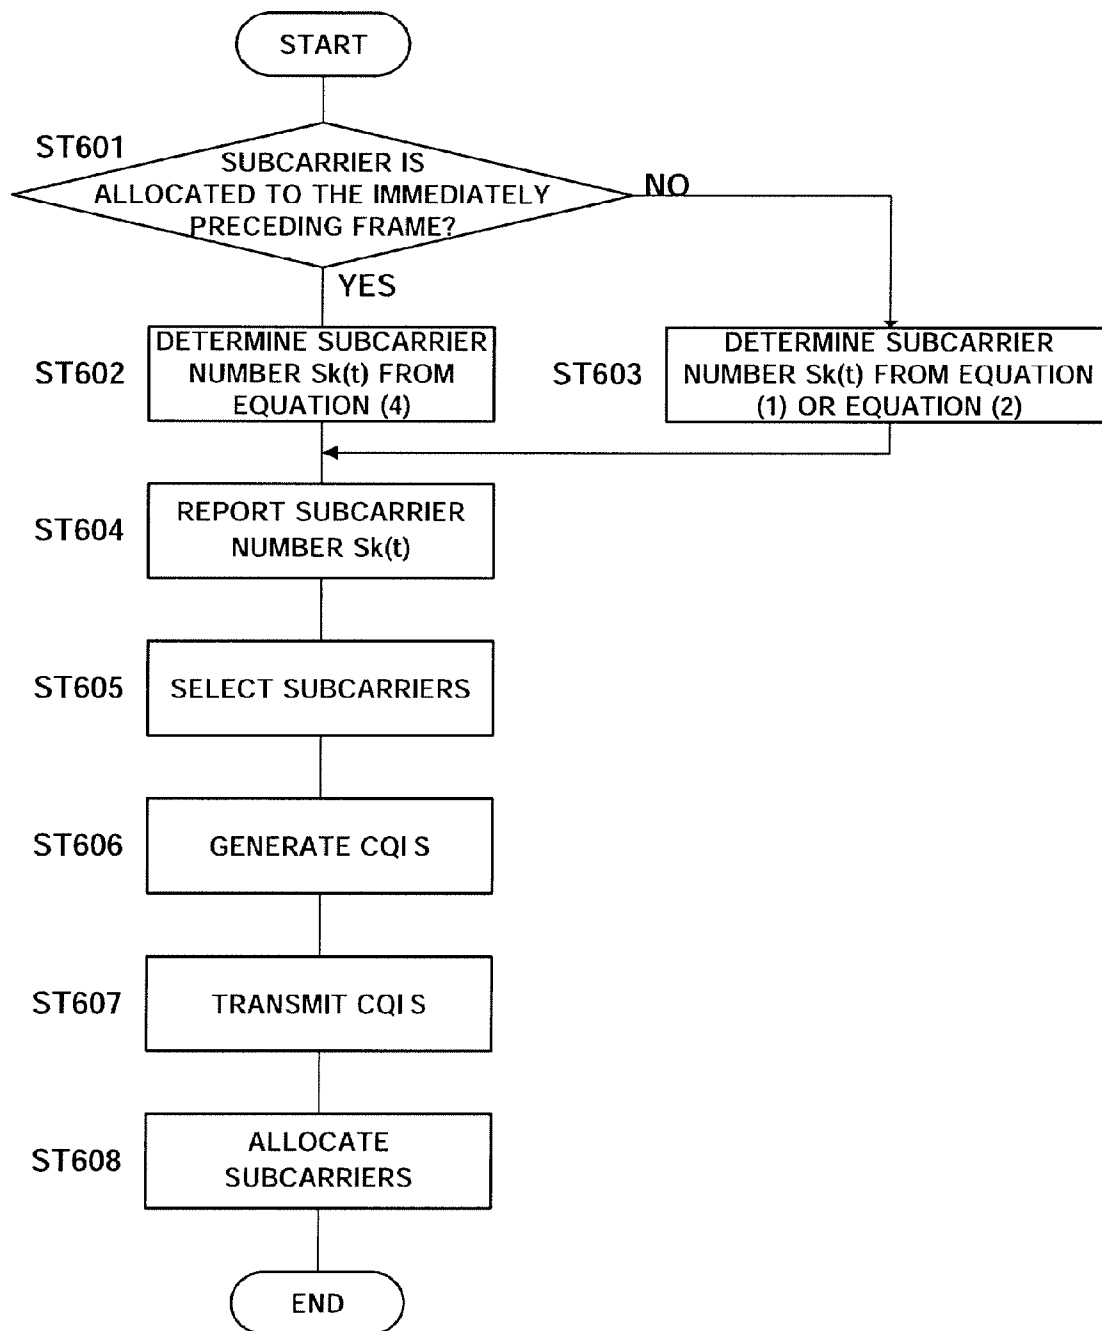 START
ST601
SUBCARRIER IS
ALLOCATED TO THE IMMEDIATELY
PRECEDING FRAME?
NO
YES
ST602
DETERMINE SUBCARRIER
NUMBER Sk(t) FROM
EQUATION (4)
ST603
DETERMINE SUBCARRIER
NUMBER Sk(t) FROM EQUATION
(1) OR EQUATION (2)
ST604
REPORT SUBCARRIER
NUMBER Sk(t)
ST605
SELECT SUBCARRIERS
ST606
GENERATE CQI S
ST607
TRANSMIT CQI S
ST608
ALLOCATE
SUBCARRIERS
END